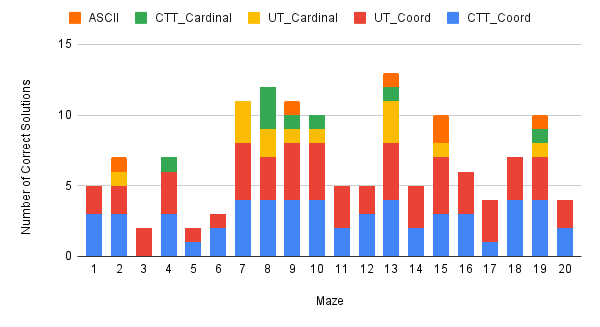 ASCII CTT_Cardinal UT_Cardinal UT_Coord CTT_Coord
15
10
5
0
Number of Correct Solutions
1 2 3 4 5 6 7 8 9 10 11 12 13 14 15 16 17 18 19 20
Maze